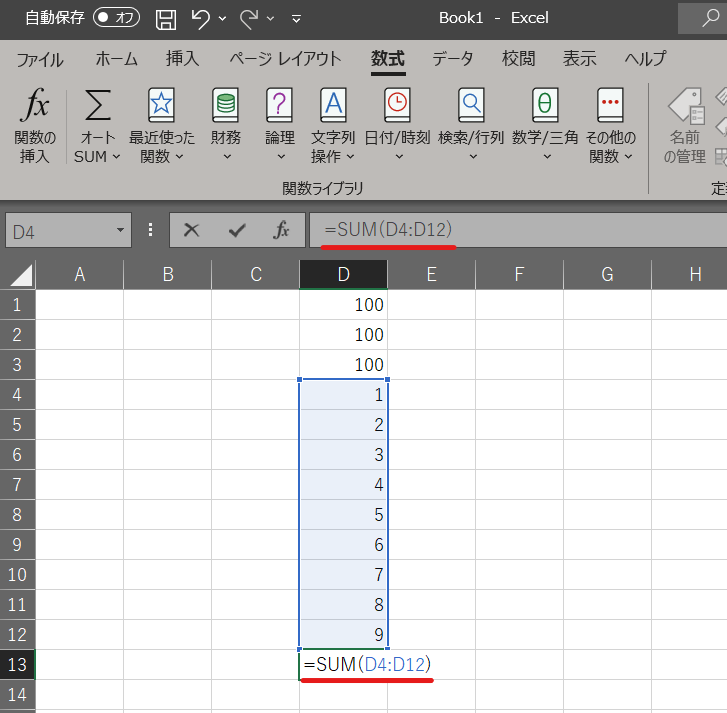 自動保存 オフ Book1 - Excel
ファイル ホーム 挿入 ページ レイアウト 数式 データ 校閲 表示 ヘルプ
fx Σ ? A θ
関数の オート 最近使った 財務 論理 文字列 日付/時刻 検索/行列 数学/三角 その他の 名前
挿入 SUM 関数 操作 関数 の管理
関数ライブラリ 定
D4 fx =SUM(D4:D12)
A B C D E F G H
1 100
2 100
3 100
4 1
5 2
6 3
7 4
8 5
9 6
10 7
11 8
12 9
13 =SUM(D4:D12)
14